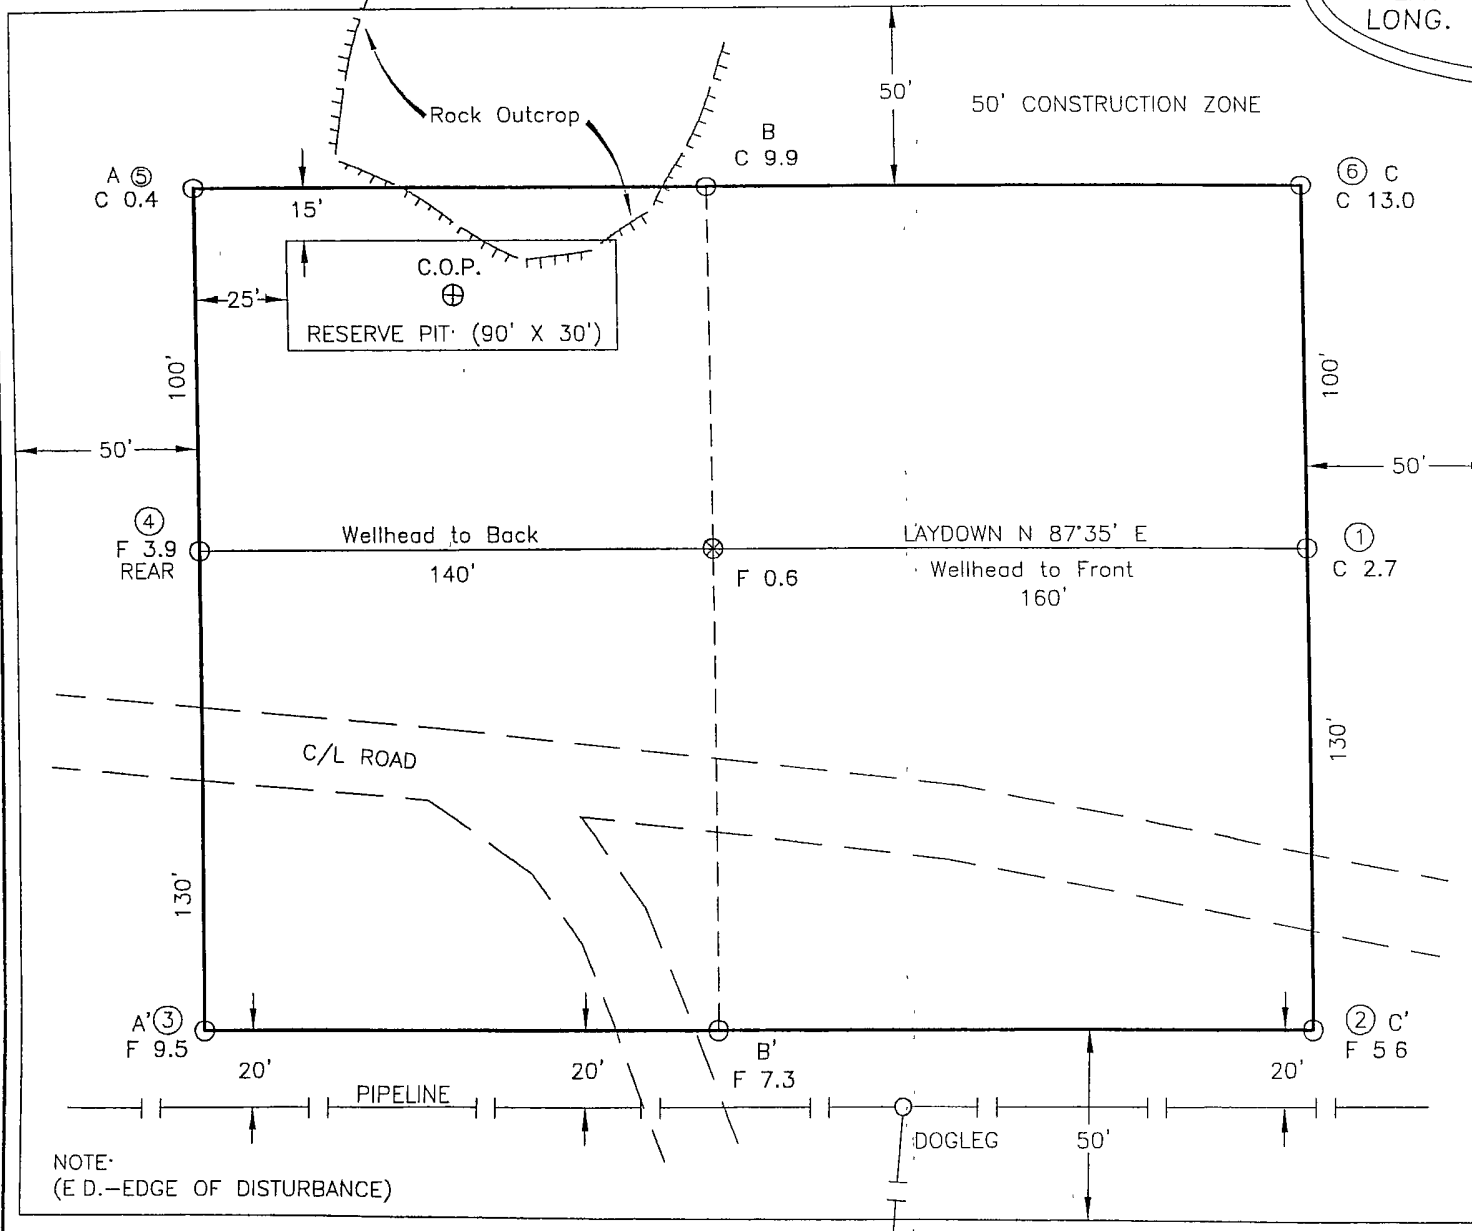 LONG.
50'
50' CONSTRUCTION ZONE
Rock Outcrop
B
C 9.9
A ⑤
C 0.4
⑥ C
C 13.0
15'
C.O.P.
25'
RESERVE PIT (90' X 30')
100'
100'
50'
50'
④
F 3.9
REAR
Wellhead to Back
140'
F 0.6
LAYDOWN N 87°35' E
Wellhead to Front
160'
①
C 2.7
C/L ROAD
130'
130'
A' ③
F 9.5
20'
20'
B'
F 7.3
② C'
F 5 6
20'
PIPELINE
DOGLEG
50'
NOTE
(E D.-EDGE OF DISTURBANCE)